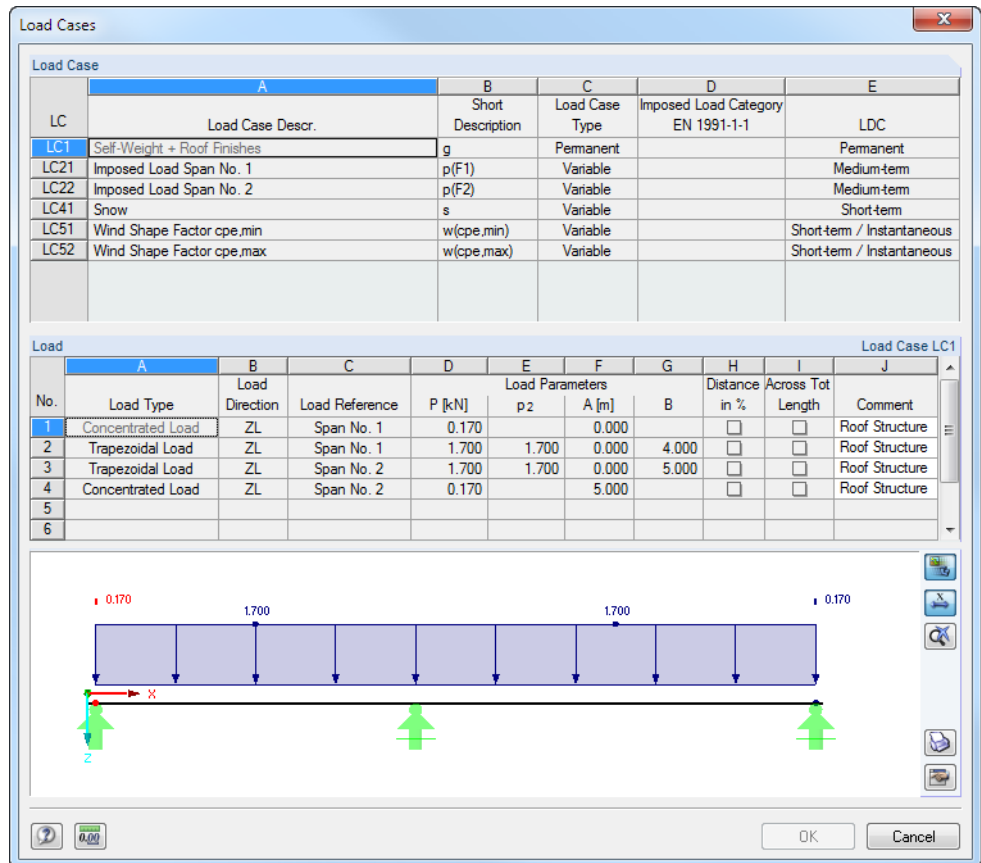 Load Cases
Load Case
A B C D E
LC Load Case Descr. Short Description Load Case Type Imposed Load Category EN 1991-1-1 LDC
LC1 Self-Weight + Roof Finishes g Permanent Permanent
LC21 Imposed Load Span No. 1 p(F1) Variable Medium-term
LC22 Imposed Load Span No. 2 p(F2) Variable Medium-term
LC41 Snow s Variable Short-term
LC51 Wind Shape Factor cpe,min w(cpe,min) Variable Short-term / Instantaneous
LC52 Wind Shape Factor cpe,max w(cpe,max) Variable Short-term / Instantaneous
Load Load Case LC1
A B C D E F G H I J
Load Load Parameters Distance Across Tot
No. Load Type Direction Load Reference P [kN] p2 A [m] B in % Length Comment
1 Concentrated Load ZL Span No. 1 0.170 0.000 Roof Structure
2 Trapezoidal Load ZL Span No. 1 1.700 1.700 0.000 4.000 Roof Structure
3 Trapezoidal Load ZL Span No. 2 1.700 1.700 0.000 5.000 Roof Structure
4 Concentrated Load ZL Span No. 2 0.170 5.000 Roof Structure
5
6
0.170 0.170
1.700 1.700
X
Z
x
0.00
OK Cancel